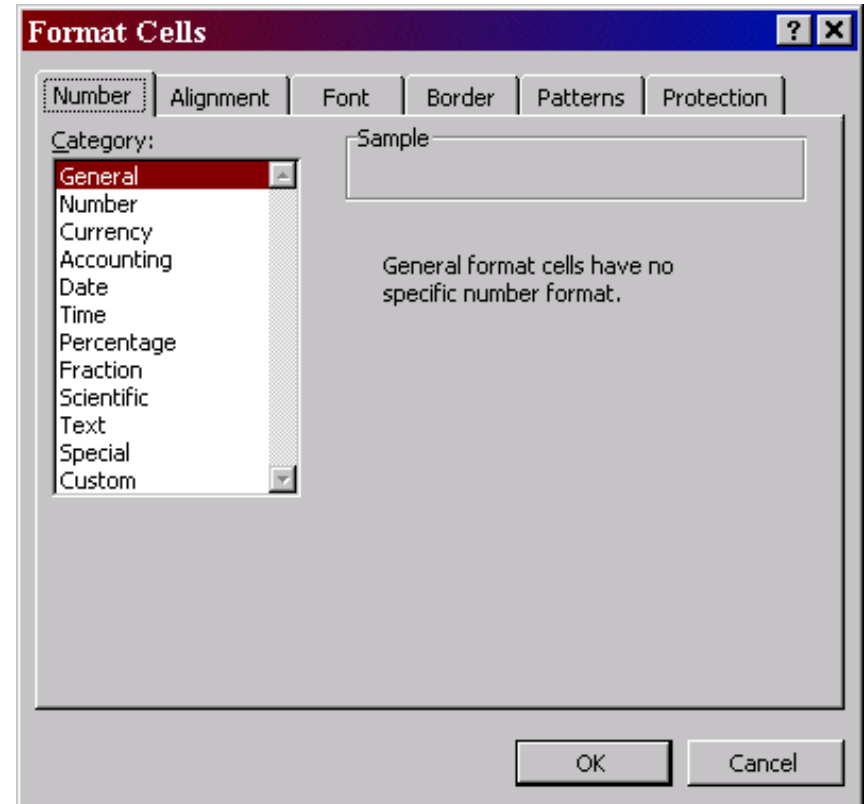 Format Cells ? X
Number Alignment Font Border Patterns Protection
Category:
General
Number
Currency
Accounting
Date
Time
Percentage
Fraction
Scientific
Text
Special
Custom
Sample
General format cells have no
specific number format.
OK Cancel